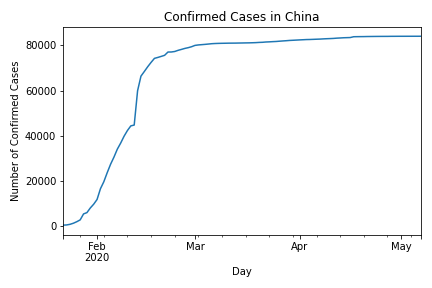 Confirmed Cases in China
Number of Confirmed Cases
80000
60000
40000
20000
0
Feb
2020
Mar
Apr
May
Day